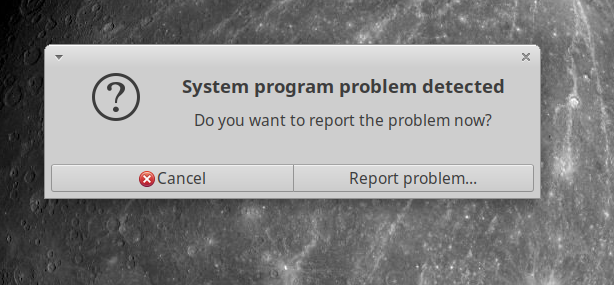 System program problem detected
Do you want to report the problem now?
Cancel
Report problem...